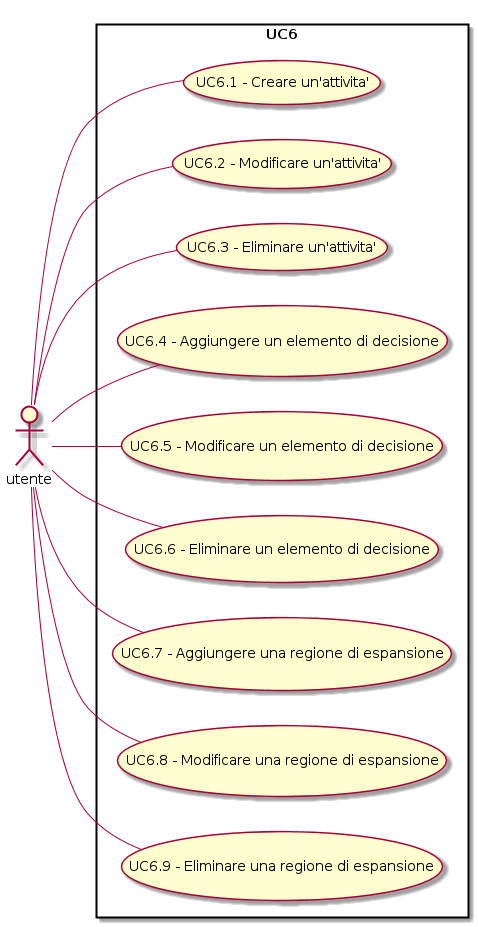 UC6
UC6.1 - Creare un'attivita'
UC6.2 - Modificare un'attivita'
UC6.3 - Eliminare un'attivita'
UC6.4 - Aggiungere un elemento di decisione
UC6.5 - Modificare un elemento di decisione
utente
UC6.6 - Eliminare un elemento di decisione
UC6.7 - Aggiungere una regione di espansione
UC6.8 - Modificare una regione di espansione
UC6.9 - Eliminare una regione di espansione